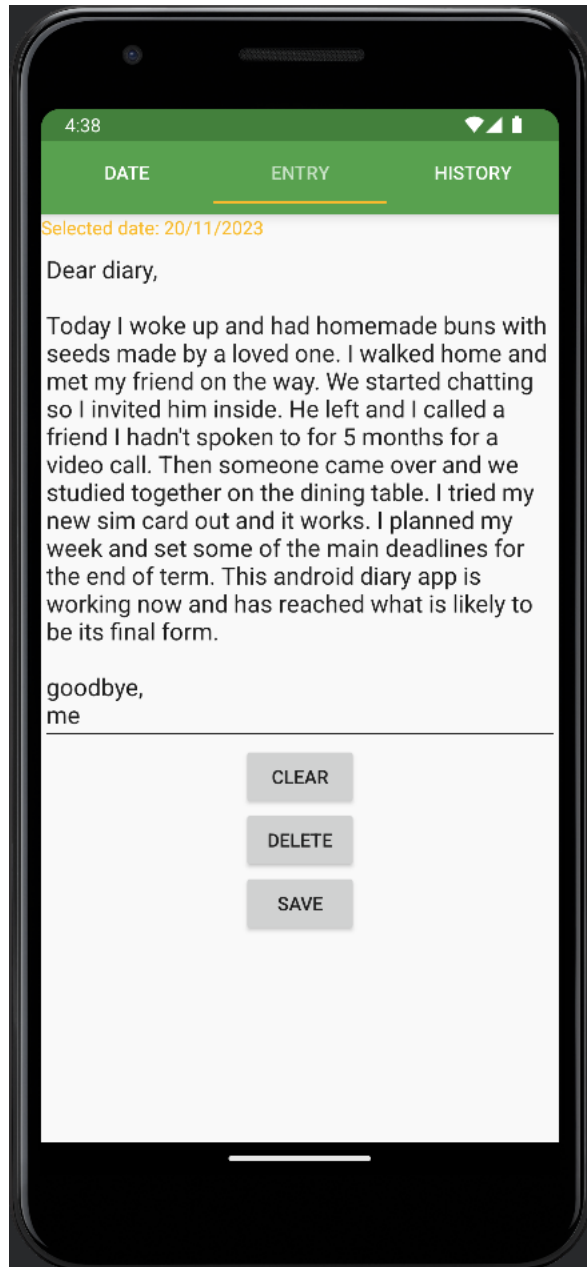 4:38
DATE ENTRY HISTORY
Selected date: 20/11/2023
Dear diary,
Today I woke up and had homemade buns with
seeds made by a loved one. I walked home and
met my friend on the way. We started chatting
so I invited him inside. He left and I called a
friend I hadn't spoken to for 5 months for a
video call. Then someone came over and we
studied together on the dining table. I tried my
new sim card out and it works. I planned my
week and set some of the main deadlines for
the end of term. This android diary app is
working now and has reached what is likely to
be its final form.
goodbye,
me
CLEAR
DELETE
SAVE